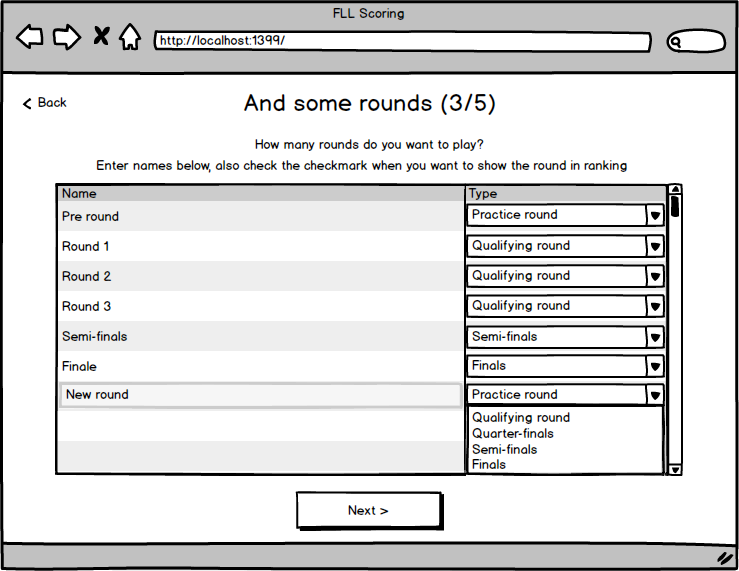 FLL Scoring
http://localhost:1399/
Back
And some rounds (3/5)
How many rounds do you want to play?
Enter names below, also check the checkmark when you want to show the round in ranking
Name Type
Pre round Practice round
Round 1 Qualifying round
Round 2 Qualifying round
Round 3 Qualifying round
Semi-finals Semi-finals
Finale Finals
New round Practice round
Qualifying round
Quarter-finals
Semi-finals
Finals
Next >